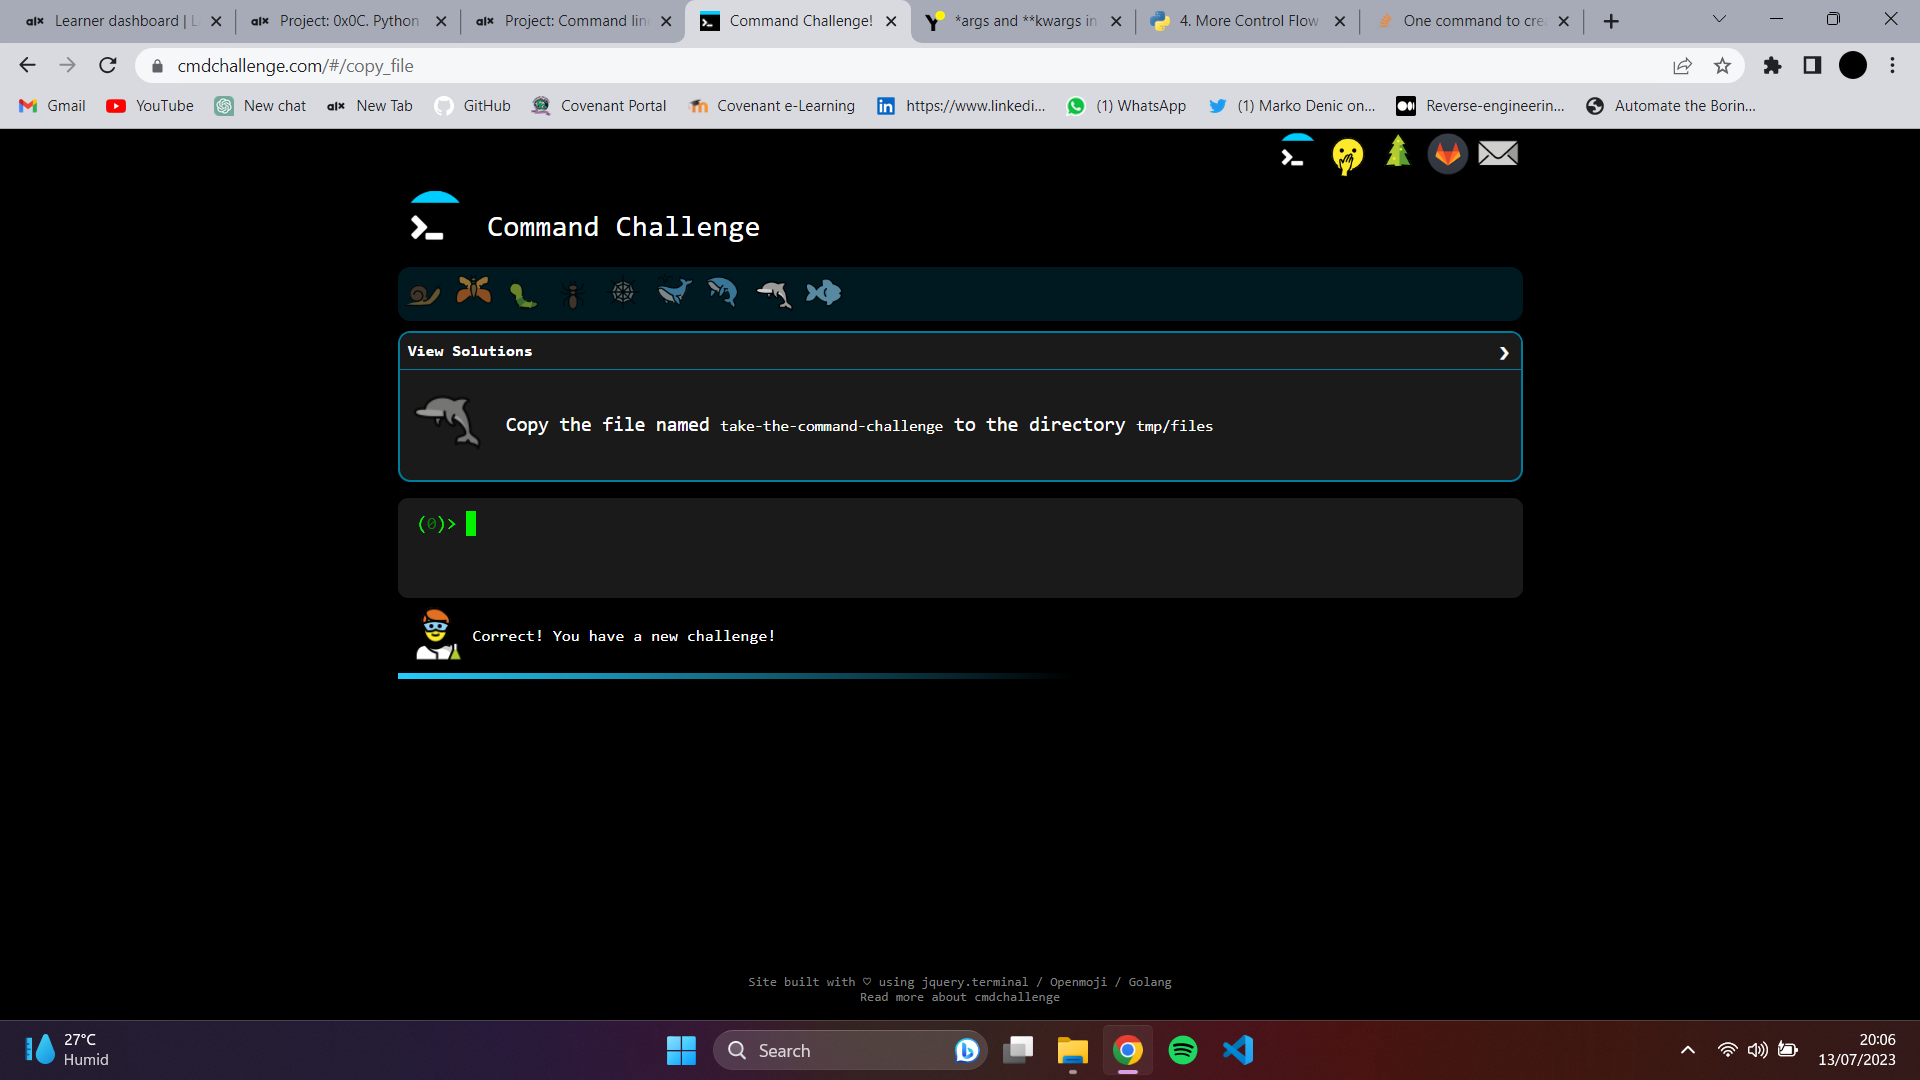 Learner dashboard | L
Project: 0x0C. Python
Project: Command lin
Command Challenge!
*args and **kwargs in
4. More Control Flow
One command to cre
cmdchallenge.com/#/copy_file
Gmail
YouTube
New chat
alx New Tab
GitHub
Covenant Portal
Covenant e-Learning
https://www.linkedi...
(1) WhatsApp
(1) Marko Denic on...
Reverse-engineerin...
Automate the Borin...
Command Challenge
View Solutions
Copy the file named take-the-command-challenge to the directory tmp/files
(0)>
Correct! You have a new challenge!
Site built with ♡ using jquery.terminal / Openmoji / Golang
Read more about cmdchallenge
27°C
Humid
Search
20:06
13/07/2023